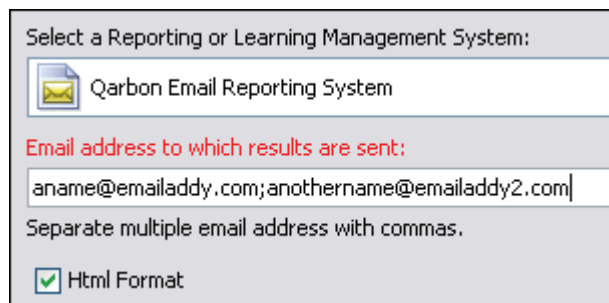 Select a Reporting or Learning Management System:
Qarbon Email Reporting System
Email address to which results are sent:
aname@emailaddy.com;anothername@emailaddy2.com
Separate multiple email address with commas.
Html Format